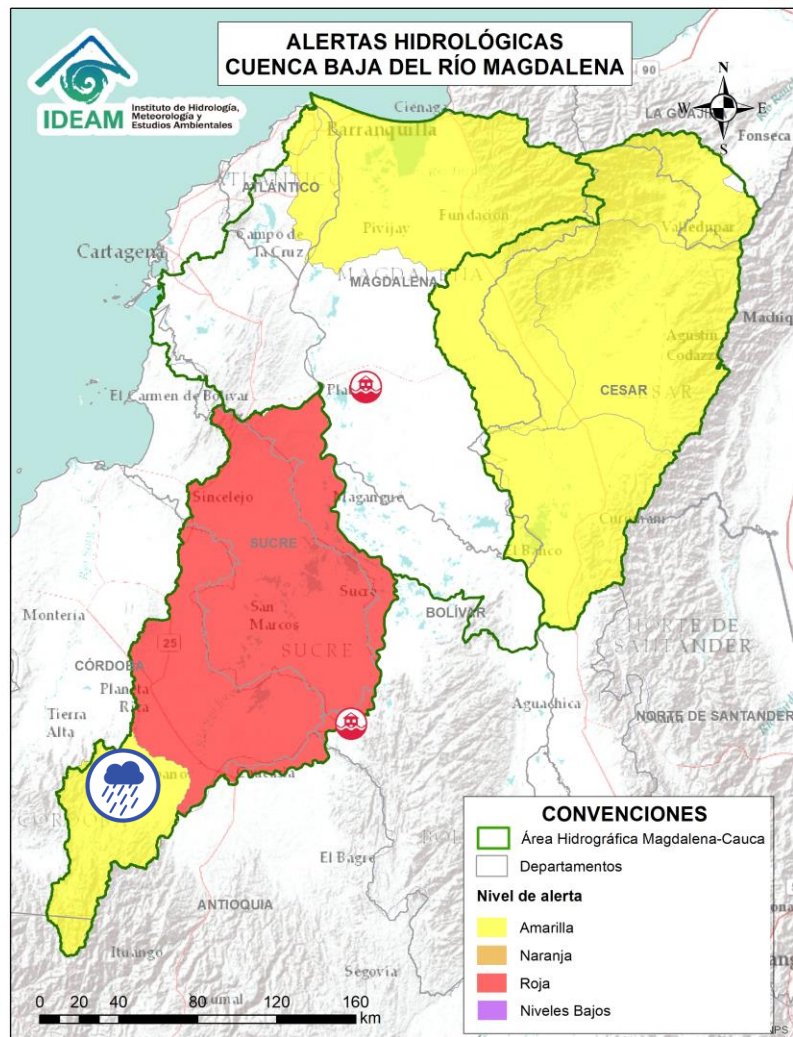 ALERTAS HIDROLÓGICAS
CUENCA BAJA DEL RÍO MAGDALENA
IDEAM
Instituto de Hidrología,
Meteorología y
Estudios Ambientales
90
N
W
E
S
Ciénaga
LA GUAJIRA
Barranquilla
Fonseca
ATLÁNTICO
Pivijay
Fundación
Valledupar
Campo de
La Cruz
Cartagena
MAGDALENA
MAGDALENA
Agustín
Codazzi
CESAR
El Carmen de Bolívar
Sincelejo
Magangue
SUCRE
El Banco
Sucre
San
Marcos
BOLÍVAR
Montería
25
SUCRE
NORTE DE
SANTANDER
CÓRDOBA
Planeta
Rica
Aguachica
Tierra
Alta
NORTE DE SANTANDER
El Bagre
ANTIOQUIA
Ituango
Segovia
CONVENCIONES
Área Hidrográfica Magdalena-Cauca
Departamentos
Nivel de alerta
Amarilla
Naranja
Roja
Niveles Bajos
0 20 40 80 120 160
km
NPS